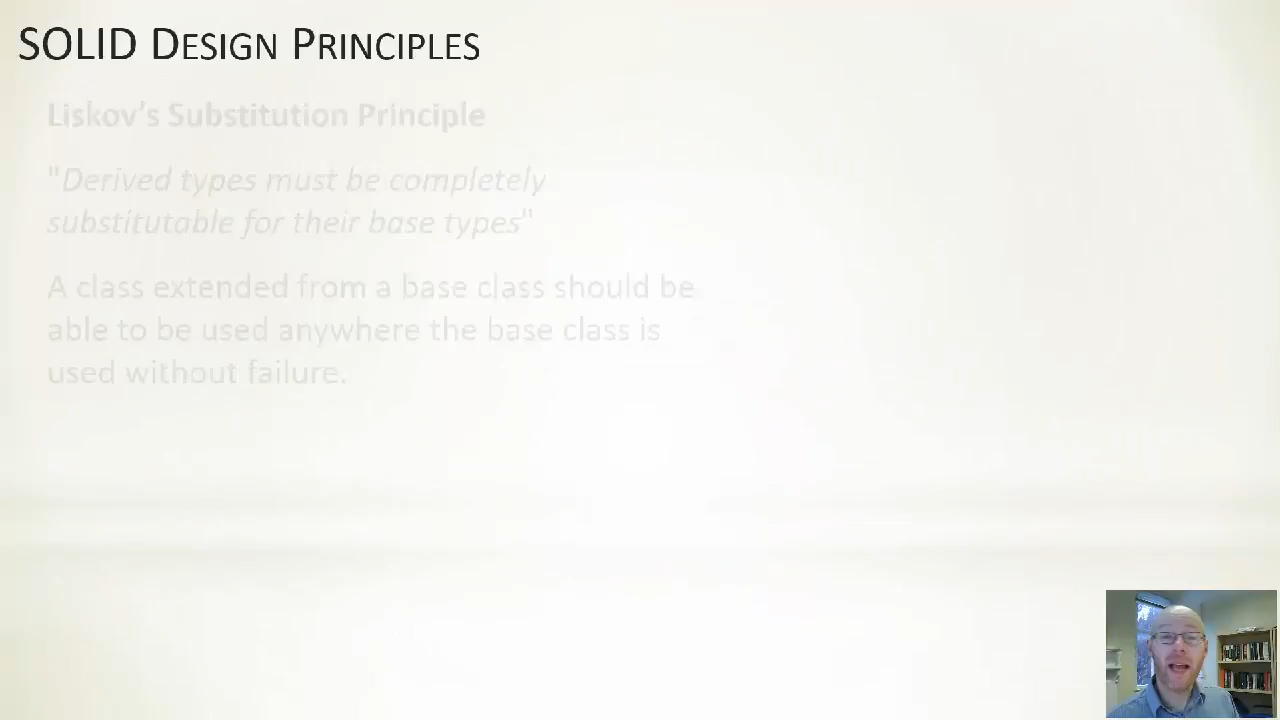 SOLID DESIGN PRINCIPLES
Liskov's Substitution Principle
"Derived types must be completely
substitutable for their base types"
A class extended from a base class should be
able to be used anywhere the base class is
used without failure.